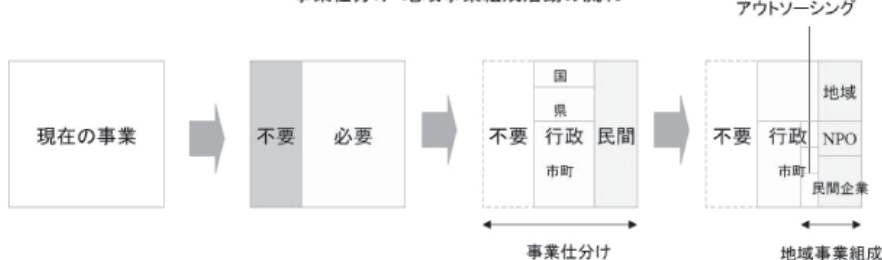 アウトソーシング
現在の事業
不要
必要
不要
国
県
行政
市町
民間
不要
行政
市町
地域
NPO
民間企業
事業仕分け
地域事業組成